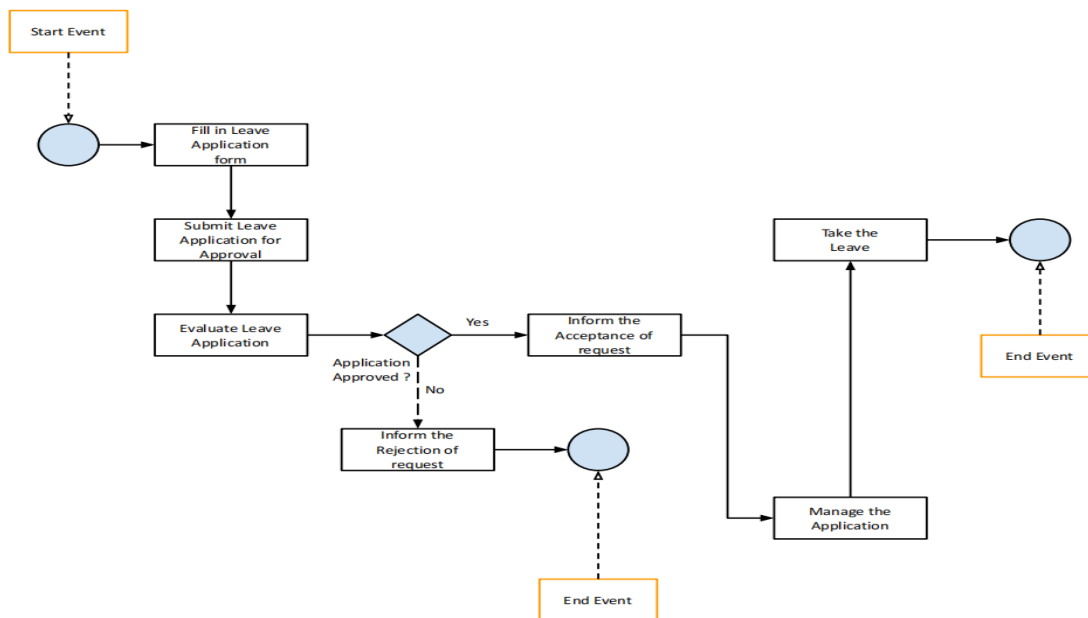 Start Event
Fill in Leave
Application
form
Submit Leave
Application for
Approval
Take the
Leave
Evaluate Leave
Application
Yes
Inform the
Acceptance of
request
Application
Approved ?
No
End Event
Inform the
Rejection of
request
Manage the
Application
End Event